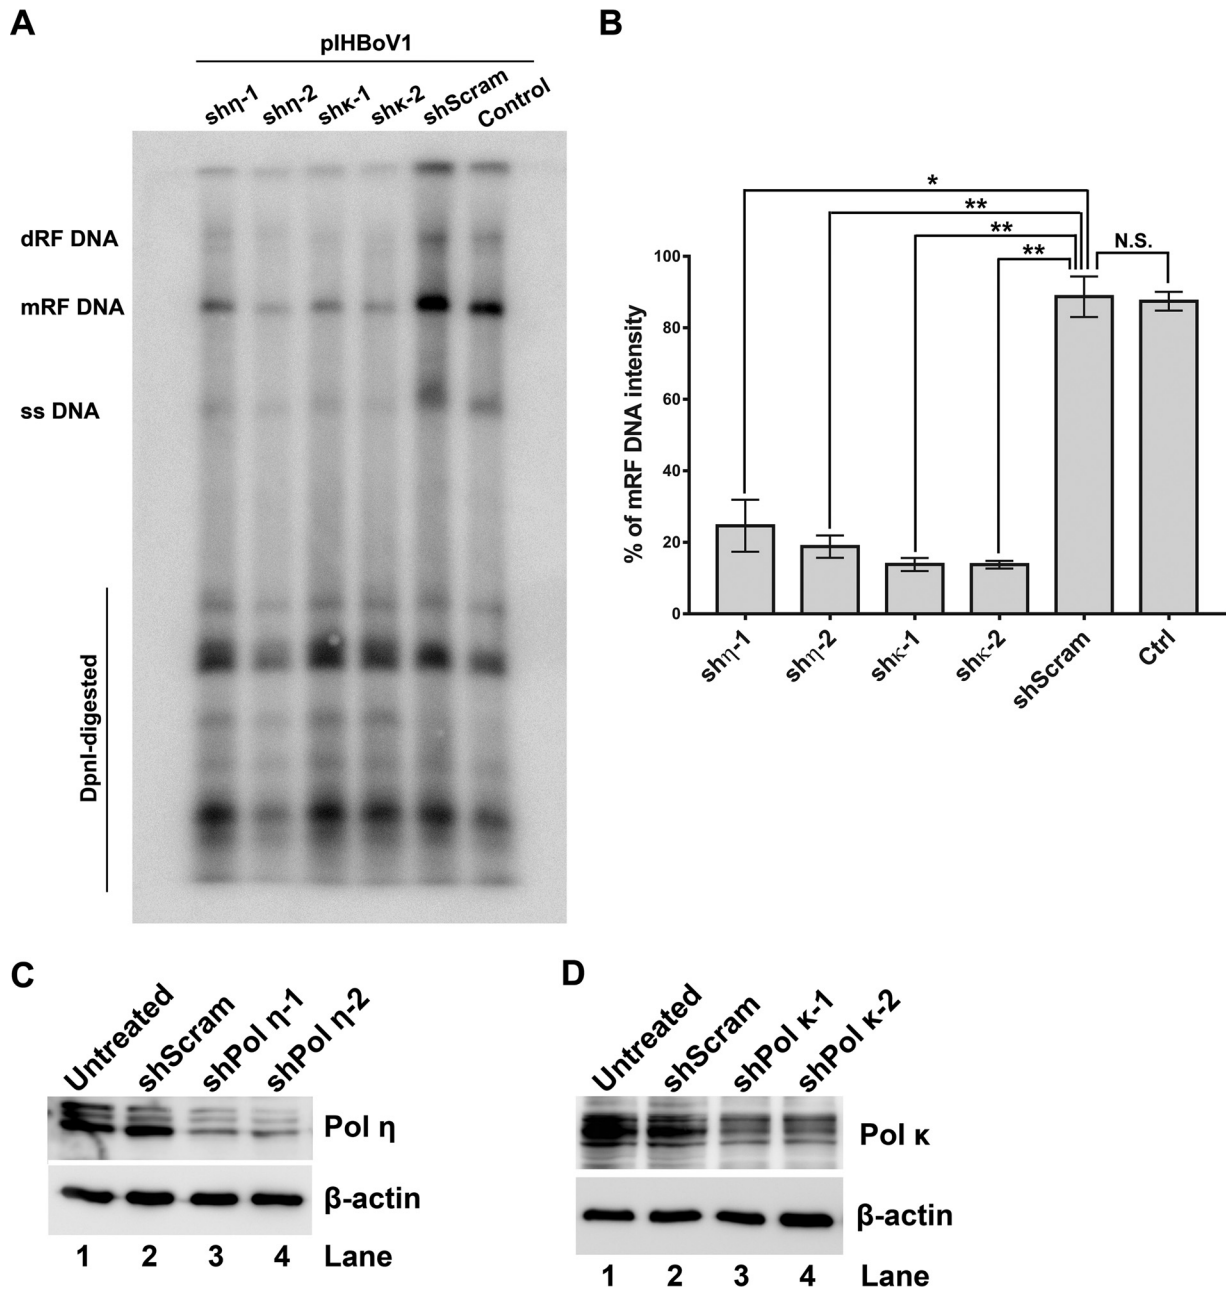 A
pIHBoV1
shη-1 shη-2 shκ-1 shκ-2 shScram Control
dRF DNA
mRF DNA
ss DNA
DpnI-digested
B
% of mRF DNA intensity
100
80
60
40
20
0
*
**
**
**
N.S.
shη-1 shη-2 shκ-1 shκ-2 shScram Ctrl
C
Untreated shScram shPol η-1 shPol η-2
Pol η
β-actin
1 2 3 4 Lane
D
Untreated shScram shPol κ-1 shPol κ-2
Pol κ
β-actin
1 2 3 4 Lane